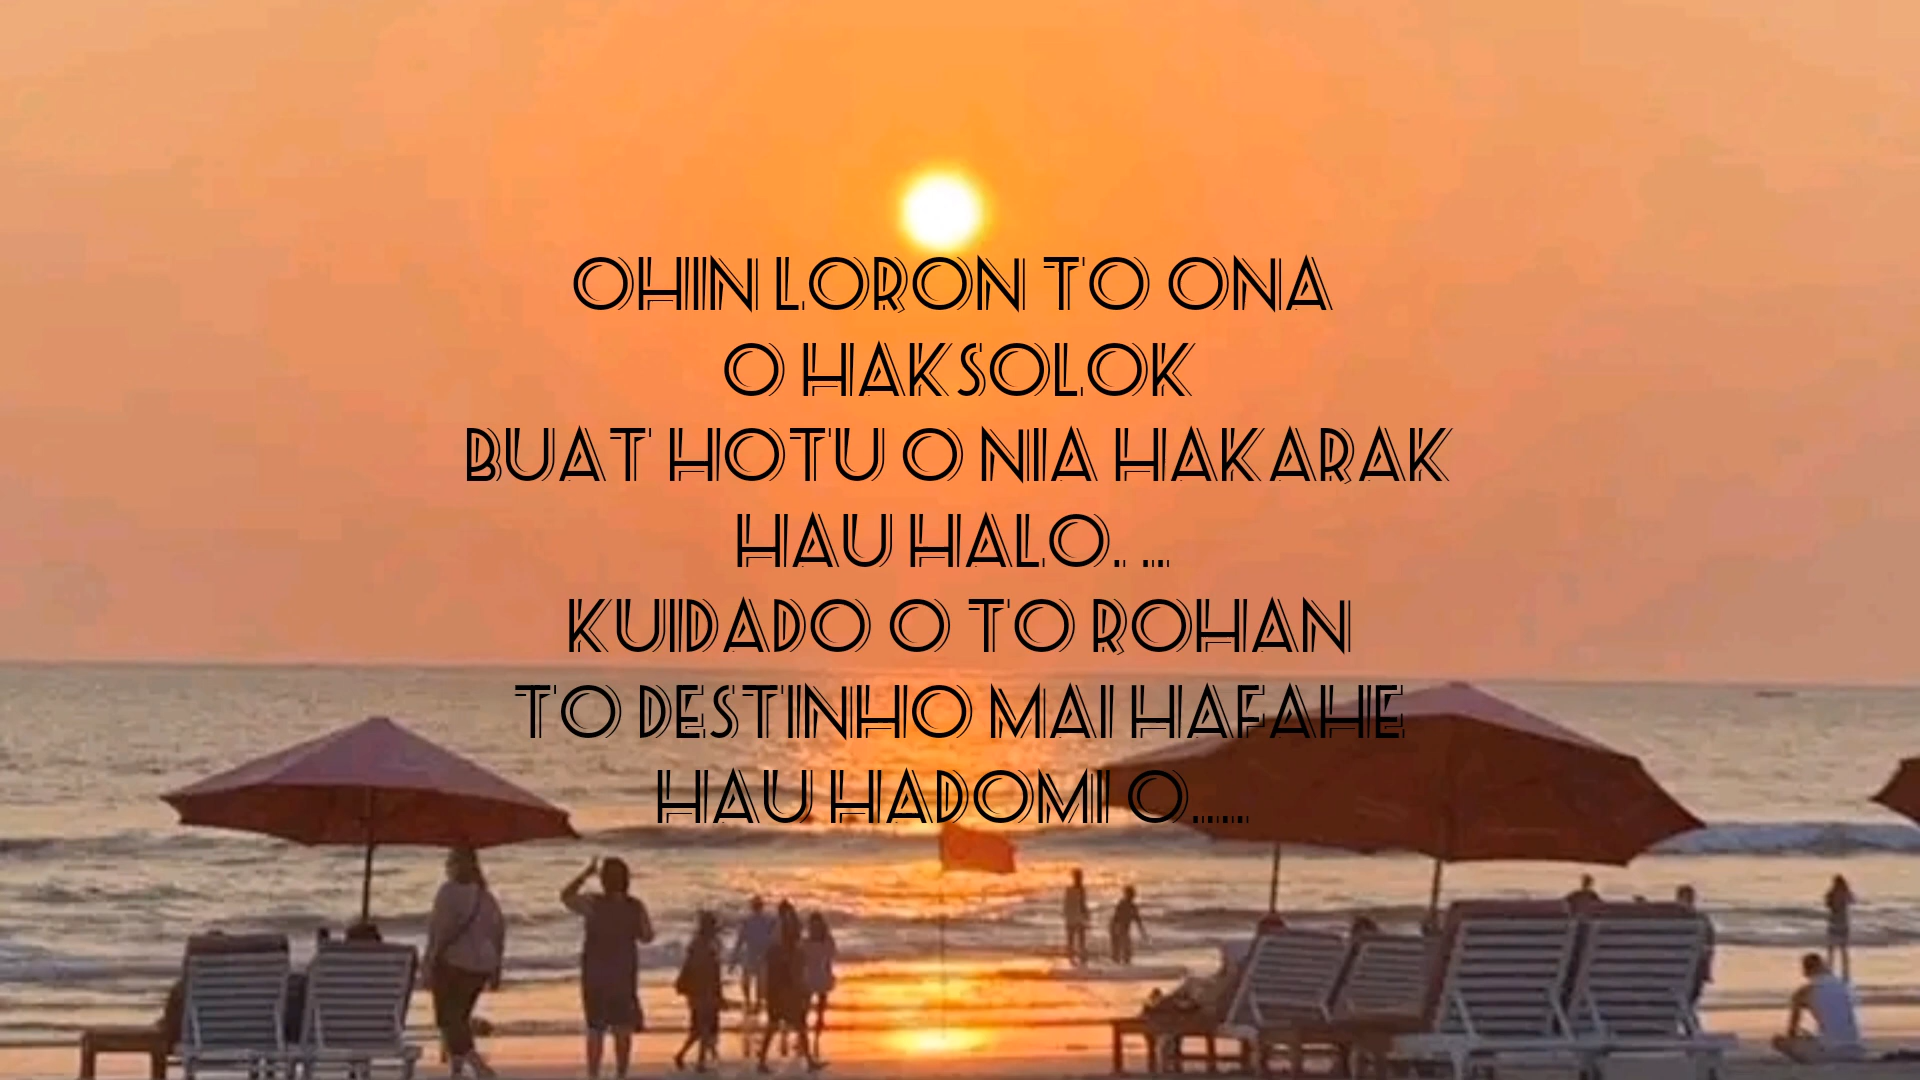 OHIN LORON TO ONA
O HAKSOLOK
BUAT HOTU O NIA HAKARAK
HAU HALO. ...
KUIDADO O TO ROHAN
TO DESTINHO MAI HAFAHE
HAU HADOMI O......